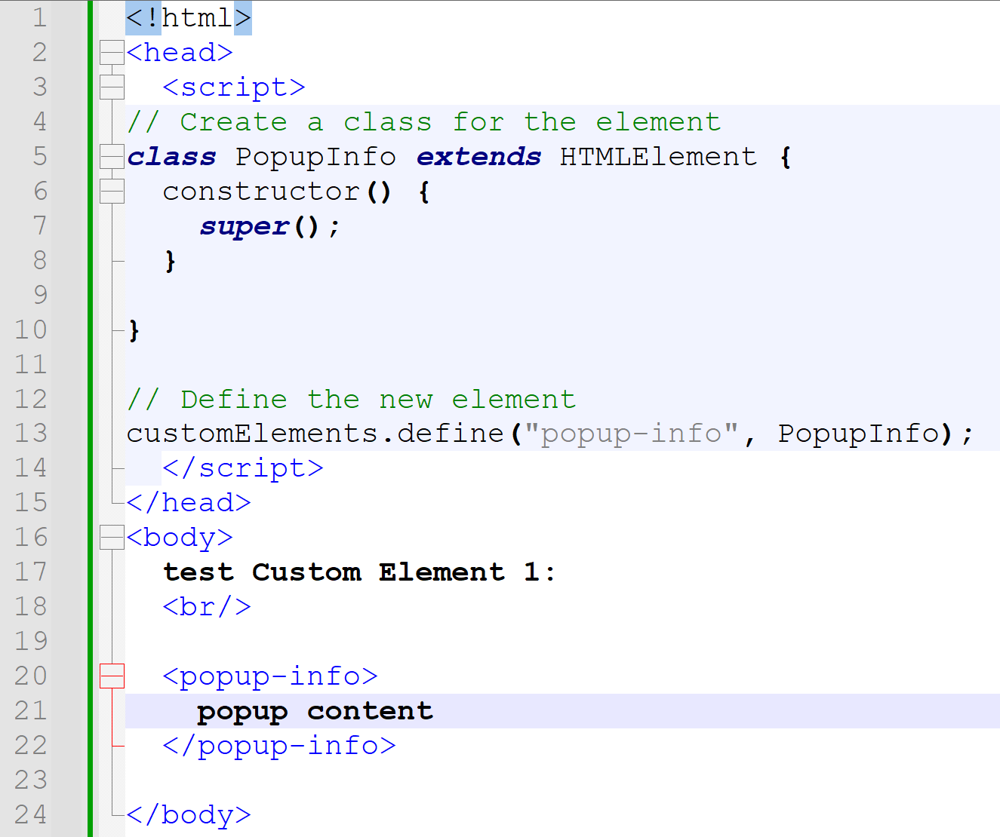 1 <!html>
2 <head>
3   <script>
4 // Create a class for the element
5 class PopupInfo extends HTMLElement {
6   constructor() {
7     super();
8   }
9
10 }
11
12 // Define the new element
13 customElements.define("popup-info", PopupInfo);
14   </script>
15 </head>
16 <body>
17   test Custom Element 1:
18   <br/>
19
20   <popup-info>
21     popup content
22   </popup-info>
23
24 </body>